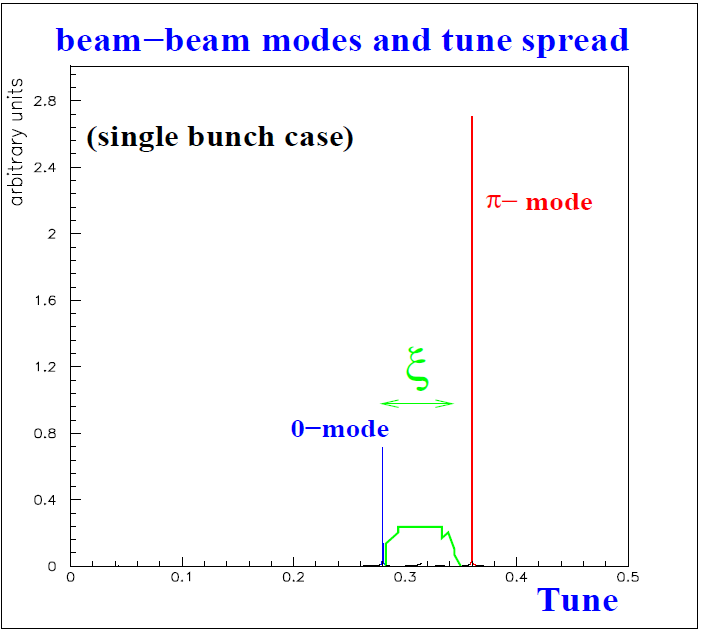 beam−beam modes and tune spread
arbitrary units
2.8
(single bunch case)
2.4
π− mode
2
1.6
1.2
ξ
0.8
0−mode
0.4
0
0 0.1 0.2 0.3 0.4 0.5
Tune